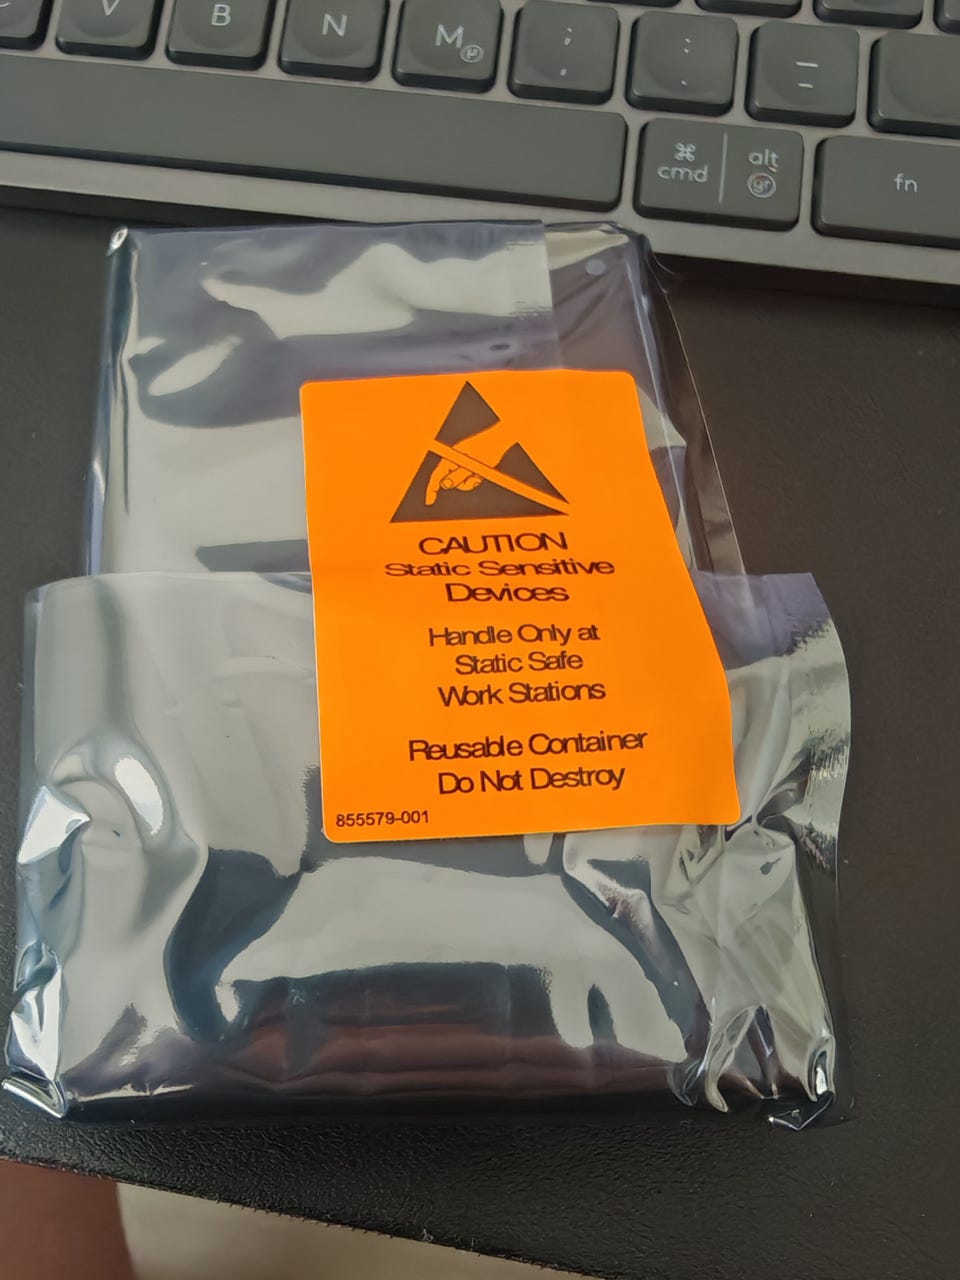 V B N M µ ; , : . _ -
⌘ cmd alt gr fn
CAUTION
Static Sensitive
Devices
Handle Only at
Static Safe
Work Stations
Reusable Container
Do Not Destroy
855579-001